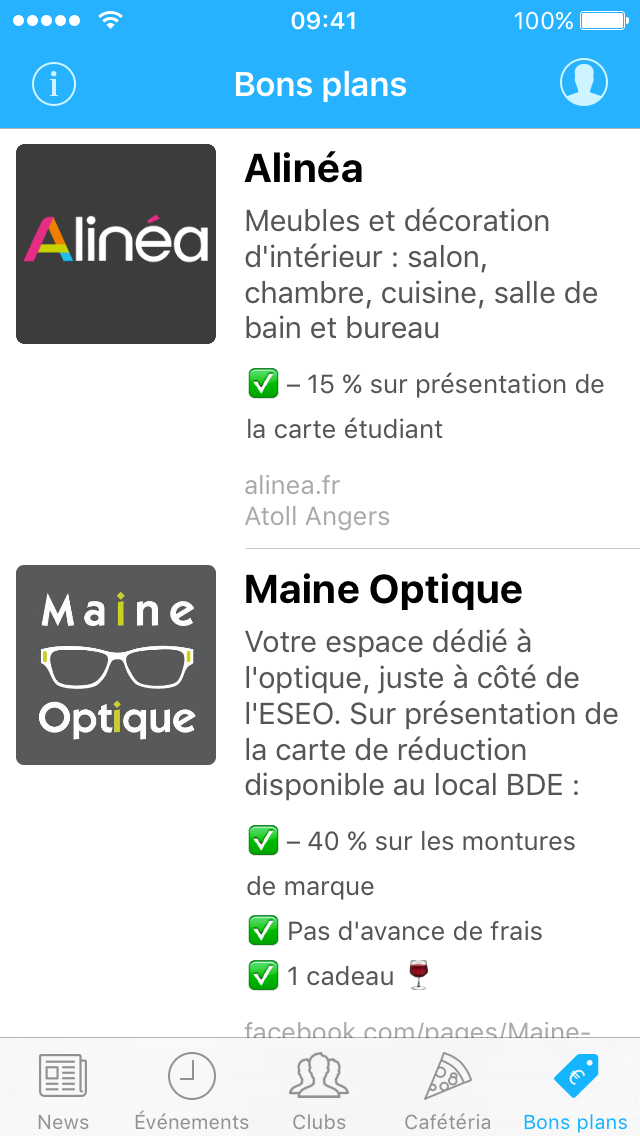 09:41
100%
Bons plans
Alinéa
Alinéa
Meubles et décoration
d'intérieur : salon,
chambre, cuisine, salle de
bain et bureau
✅ – 15 % sur présentation de
la carte étudiant
alinea.fr
Atoll Angers
Maine
Optique
Maine Optique
Votre espace dédié à
l'optique, juste à côté de
l'ESEO. Sur présentation de
la carte de réduction
disponible au local BDE :
✅ – 40 % sur les montures
de marque
✅ Pas d'avance de frais
✅ 1 cadeau 🍷
facebook.com/pages/Maine-
News
Événements
Clubs
Cafétéria
Bons plans